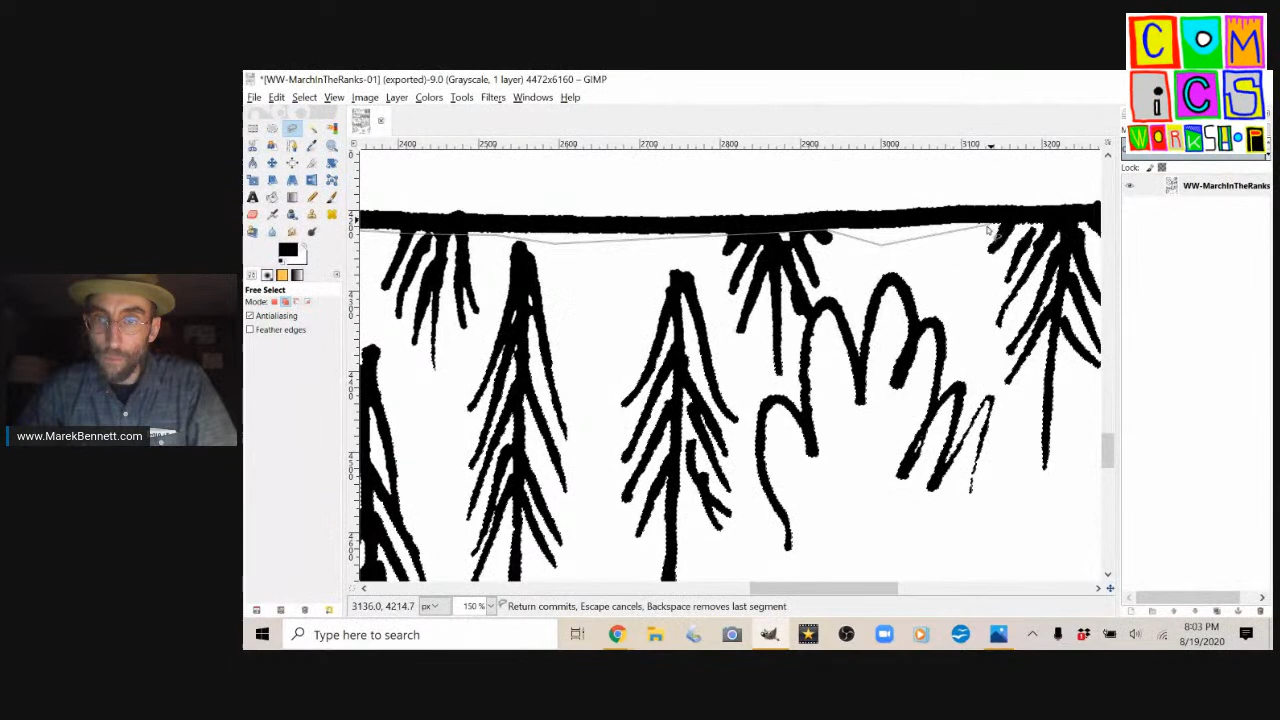 COM
iCS
WORKSHOP
*[WW-MarchInTheRanks-01] (exported)-9.0 (Grayscale, 1 layer) 4472x6160 – GIMP
File Edit Select View Image Layer Colors Tools Filters Windows Help
2400 2500 2600 2700 2800 2900 3000 3100 3200
Lock:
WW-MarchInTheRanks
Free Select
Mode:
Antialiasing
Feather edges
www.MarekBennett.com
3136.0, 4214.7 px 150 % Return commits, Escape cancels, Backspace removes last segment
Type here to search
8:03 PM
8/19/2020